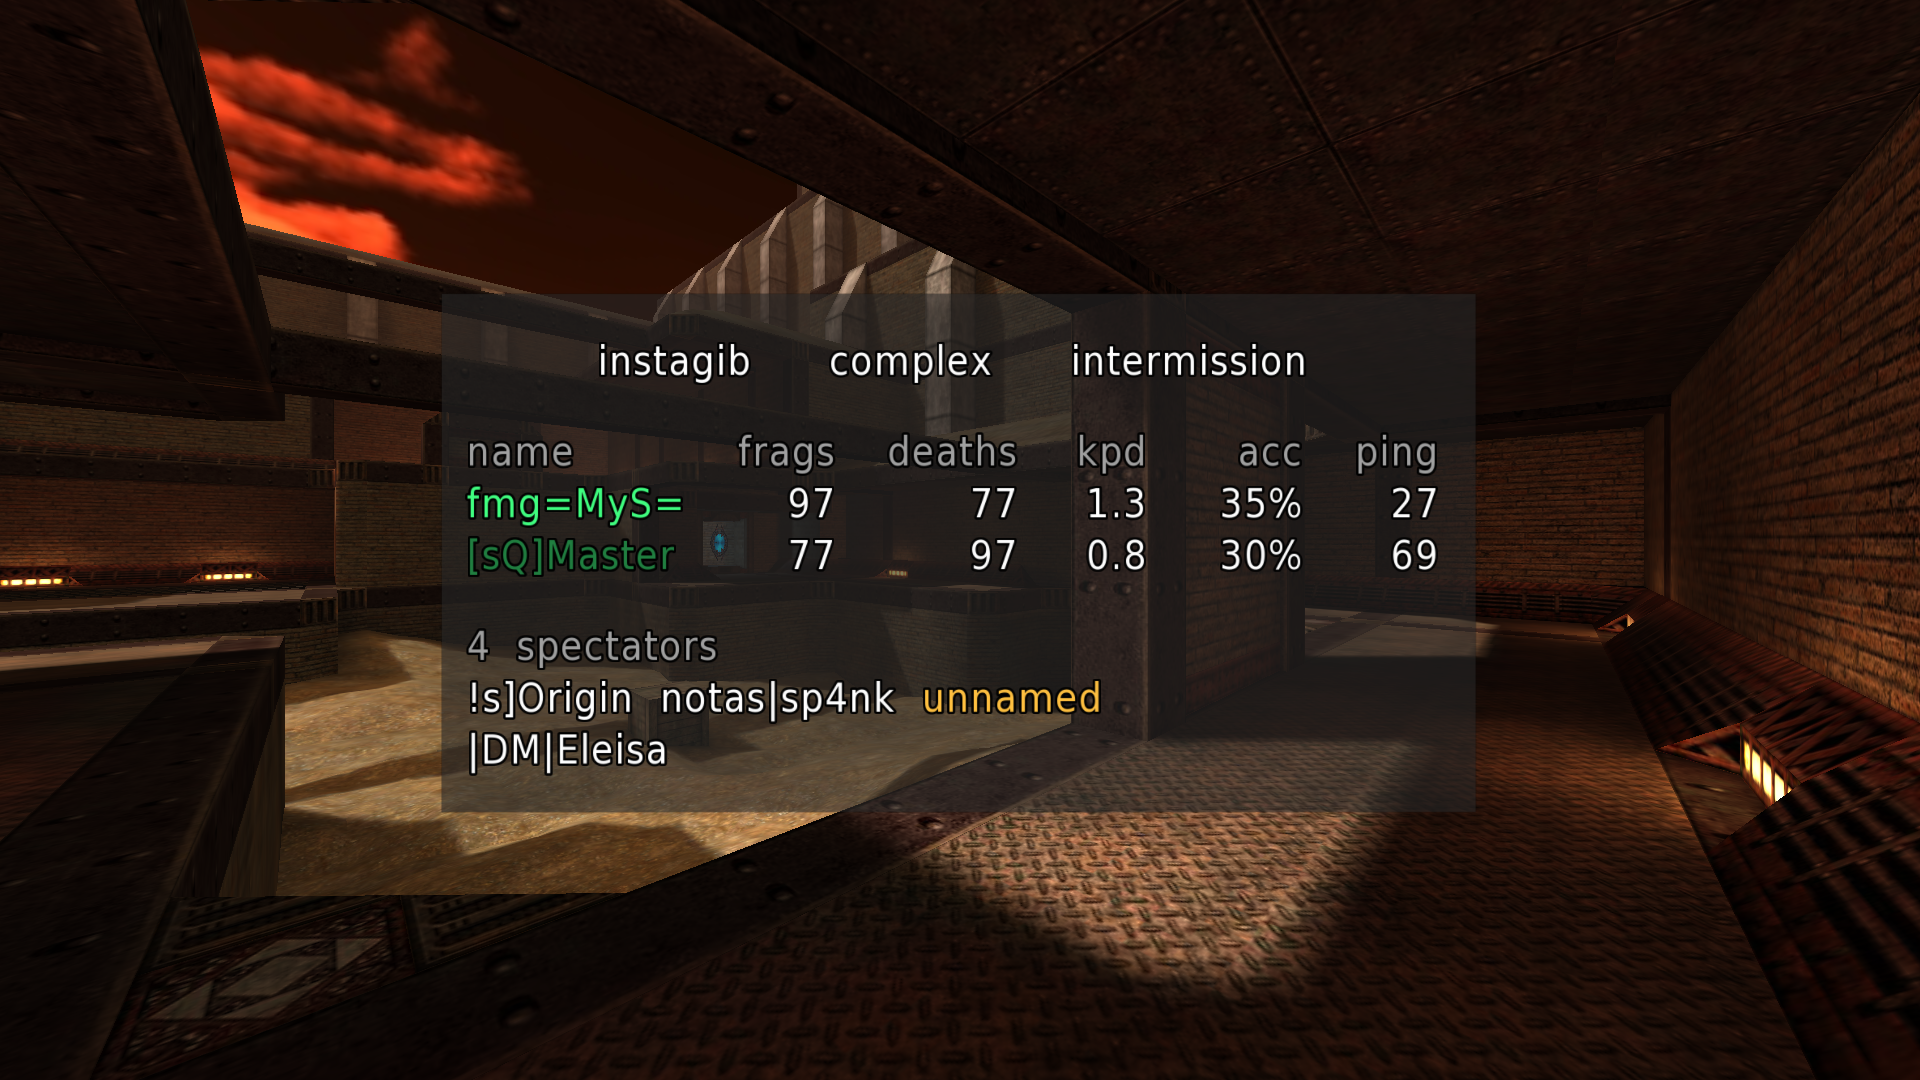 instagib complex intermission
name frags deaths kpd acc ping
fmg=MyS= 97 77 1.3 35% 27
[sQ]Master 77 97 0.8 30% 69
4 spectators
!s]Origin notas|sp4nk unnamed
|DM|Eleisa